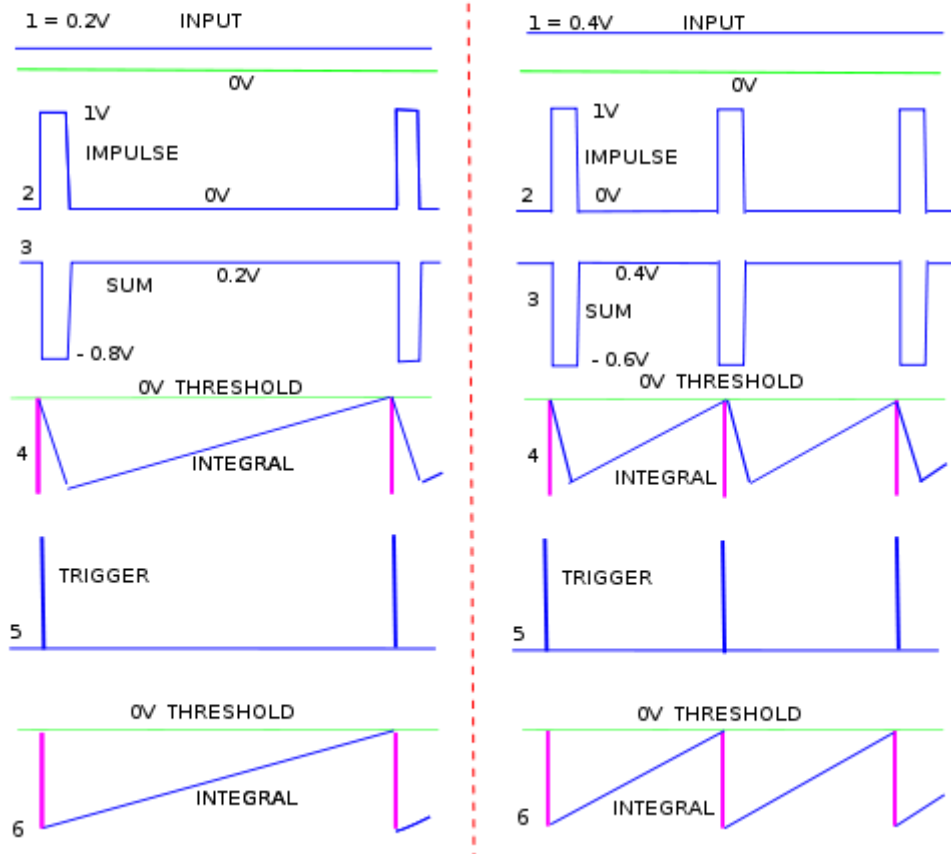 1 = 0.2V INPUT
0V
1V
IMPULSE
2 0V
3
SUM 0.2V
- 0.8V
0V THRESHOLD
4 INTEGRAL
TRIGGER
5
0V THRESHOLD
INTEGRAL
6
1 = 0.4V INPUT
0V
1V
IMPULSE
2 0V
0.4V
3 SUM
- 0.6V
0V THRESHOLD
4 INTEGRAL
TRIGGER
5
0V THRESHOLD
INTEGRAL
6